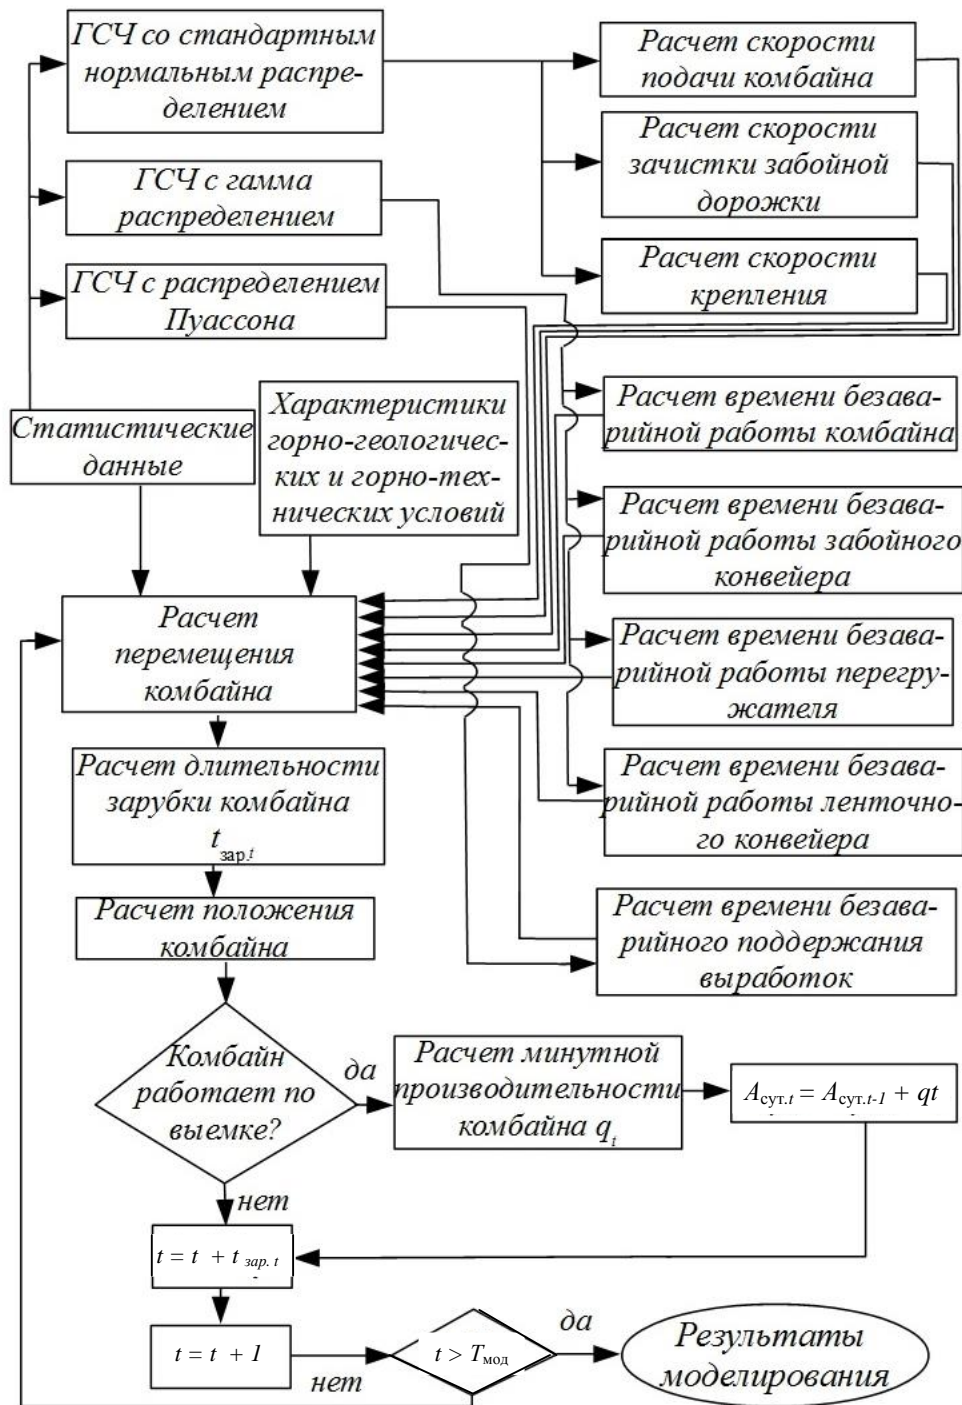 ГСЧ со стандартным
нормальным распре-
делением
Расчет скорости
подачи комбайна
Расчет скорости
зачистки забойной
дорожки
ГСЧ с гамма
распределением
Расчет скорости
крепления
ГСЧ с распределением
Пуассона
Статистические
данные
Характеристики
горно-геологичес-
ких и горно-тех-
нических условий
Расчет времени безава-
рийной работы комбайна
Расчет времени безава-
рийной работы забойного
конвейера
Расчет
перемещения
комбайна
Расчет времени безава-
рийной работы перегру-
жателя
Расчет длительности
зарубки комбайна
t зар.t
Расчет времени безава-
рийной работы ленточно-
го конвейера
Расчет положения
комбайна
Расчет времени безава-
рийного поддержания
выработок
Комбайн
работает по
выемке?
да
Расчет минутной
производительности
комбайна qt
Aсут.t = Aсут.t-1 + qt
нет
t = t + t зар. t
t = t + 1
нет
t > Tмод
да
Результаты
моделирования